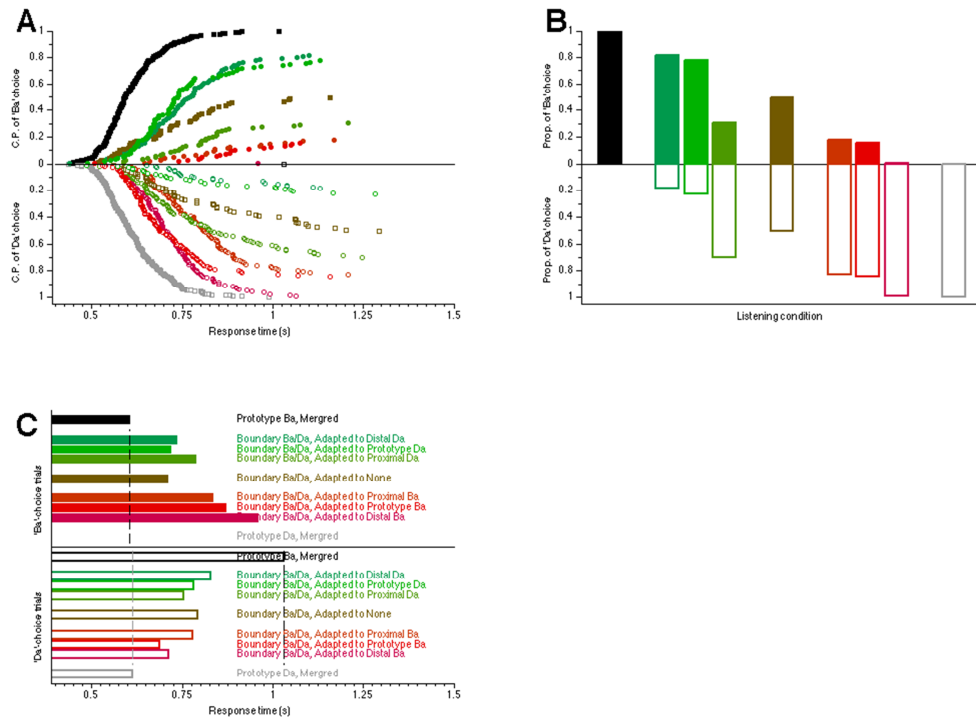 A
C.P. of 'Ba'choice
1
0.8
0.6
0.4
0.2
0
0.2
0.4
0.6
0.8
1
C.P. of 'Da'choice
0.5
0.75
1
1.25
1.5
Response time (s)
B
Prop. of 'Ba'choice
1
0.8
0.6
0.4
0.2
0
0.2
0.4
0.6
0.8
1
Prop. of 'Da'choice
Listening condition
C
'Ba'-choice trials
Prototype Ba, Mergred
Boundary Ba/Da, Adapted to Distal Da
Boundary Ba/Da, Adapted to Prototype Da
Boundary Ba/Da, Adapted to Proximal Da
Boundary Ba/Da, Adapted to None
Boundary Ba/Da, Adapted to Proximal Ba
Boundary Ba/Da, Adapted to Prototype Ba
Boundary Ba/Da, Adapted to Distal Ba
Prototype Da, Mergred
'Da'-choice trials
Prototype Ba, Mergred
Boundary Ba/Da, Adapted to Distal Da
Boundary Ba/Da, Adapted to Prototype Da
Boundary Ba/Da, Adapted to Proximal Da
Boundary Ba/Da, Adapted to None
Boundary Ba/Da, Adapted to Proximal Ba
Boundary Ba/Da, Adapted to Prototype Ba
Boundary Ba/Da, Adapted to Distal Ba
Prototype Da, Mergred
0.5
0.75
1
1.25
1.5
Response time (s)